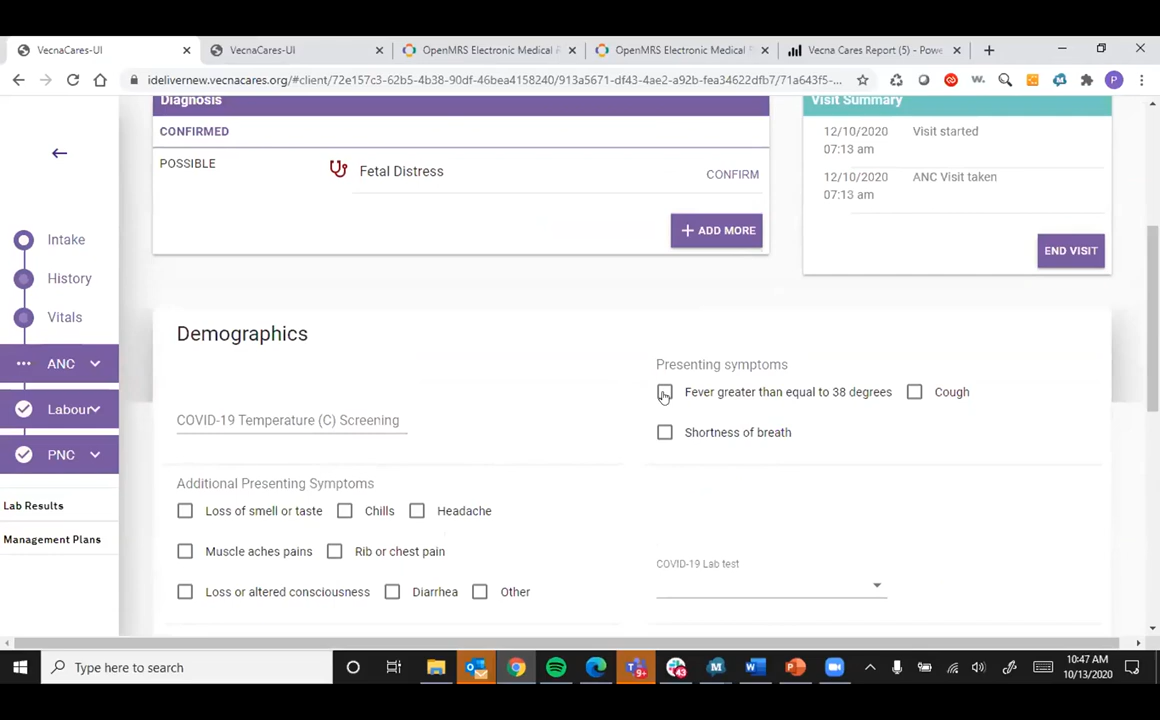 VecnaCares-UI
VecnaCares-UI
OpenMRS Electronic Medical
OpenMRS Electronic Medical
Vecna Cares Report (5) - Powe
idelivernew.vecnacares.org/#client/72e157c3-62b5-4b38-90df-46bea4158240/913a5671-df43-4ae2-a92b-fea34622dfb7/71a643f5-...
Diagnosis
Visit Summary
CONFIRMED
12/10/2020 Visit started
07:13 am
POSSIBLE Fetal Distress CONFIRM
12/10/2020 ANC Visit taken
07:13 am
+ ADD MORE
END VISIT
Intake
History
Vitals
ANC
Labour
PNC
Lab Results
Management Plans
Demographics
Presenting symptoms
Fever greater than equal to 38 degrees Cough
COVID-19 Temperature (C) Screening
Shortness of breath
Additional Presenting Symptoms
Loss of smell or taste Chills Headache
Muscle aches pains Rib or chest pain
COVID-19 Lab test
Loss or altered consciousness Diarrhea Other
Type here to search
10:47 AM
10/13/2020